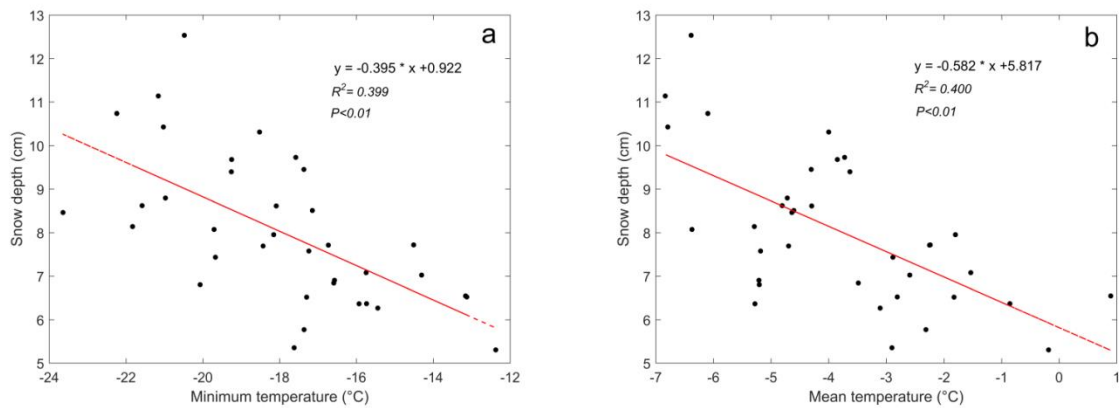 a
y = -0.395 * x +0.922
R²= 0.399
P<0.01
13
12
11
10
9
8
7
6
5
Snow depth (cm)
-24 -22 -20 -18 -16 -14 -12
Minimum temperature (°C)
b
y = -0.582 * x +5.817
R²= 0.400
P<0.01
13
12
11
10
9
8
7
6
5
Snow depth (cm)
-7 -6 -5 -4 -3 -2 -1 0 1
Mean temperature (°C)